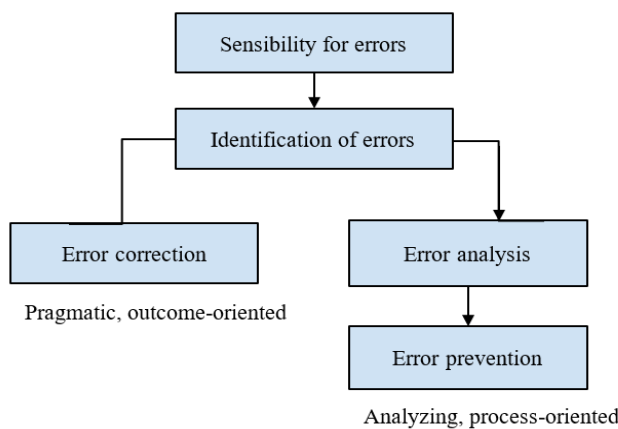 Sensibility for errors
Identification of errors
Error correction
Error analysis
Pragmatic, outcome-oriented
Error prevention
Analyzing, process-oriented